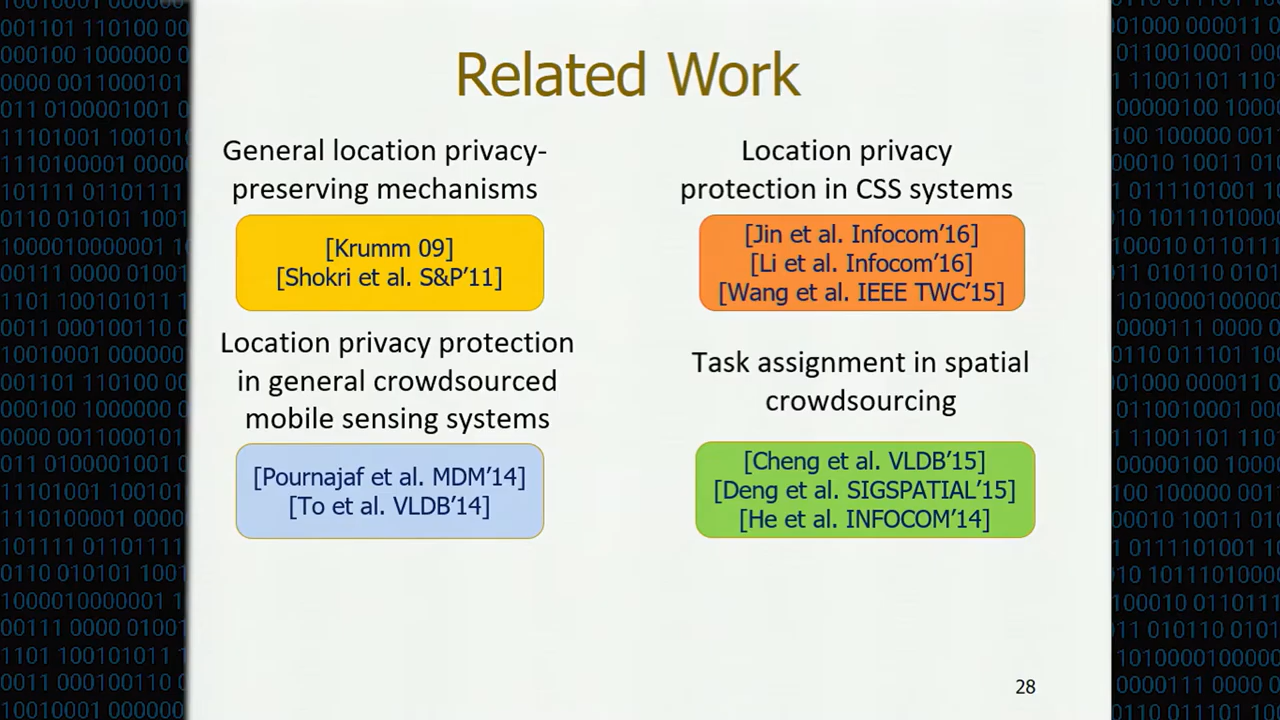 Related Work
General location privacy-
preserving mechanisms
[Krumm 09]
[Shokri et al. S&P’11]
Location privacy protection
in general crowdsourced
mobile sensing systems
[Pournajaf et al. MDM’14]
[To et al. VLDB’14]
Location privacy
protection in CSS systems
[Jin et al. Infocom’16]
[Li et al. Infocom’16]
[Wang et al. IEEE TWC’15]
Task assignment in spatial
crowdsourcing
[Cheng et al. VLDB’15]
[Deng et al. SIGSPATIAL’15]
[He et al. INFOCOM’14]
28